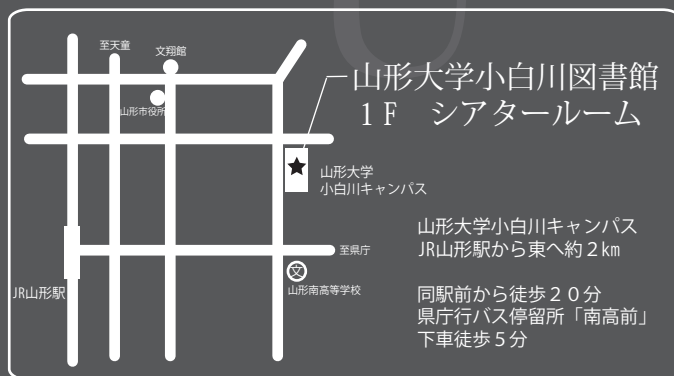 至天童
文翔館
山形市役所
山形大学小白川図書館
１F　シアタールーム
山形大学
小白川キャンパス
山形大学小白川キャンパス
JR山形駅から東へ約２km
至県庁
文
山形南高等学校
JR山形駅
同駅前から徒歩２０分
県庁行バス停留所「南高前」
下車徒歩５分